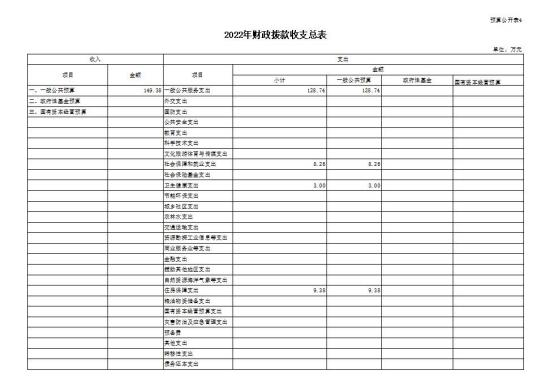 预算公开表4
2022年财政拨款收支总表
单位：万元
收入 支出
项目 金额 项目 金额
小计 一般公共预算 政府性基金 国有资本经营预算
一、一般公共预算 149.38 一般公共服务支出 128.74 128.74
二、政府性基金预算 外交支出
三、国有资本经营预算 国防支出
公共安全支出
教育支出
科学技术支出
文化旅游体育与传媒支出
社会保障和就业支出 8.26 8.26
社会保险基金支出
卫生健康支出 3.00 3.00
节能环保支出
城乡社区支出
农林水支出
交通运输支出
资源勘探工业信息等支出
商业服务业等支出
金融支出
援助其他地区支出
自然资源海洋气象等支出
住房保障支出 9.38 9.38
粮油物资储备支出
国有资本经营预算支出
灾害防治及应急管理支出
预备费
其他支出
转移性支出
债务还本支出